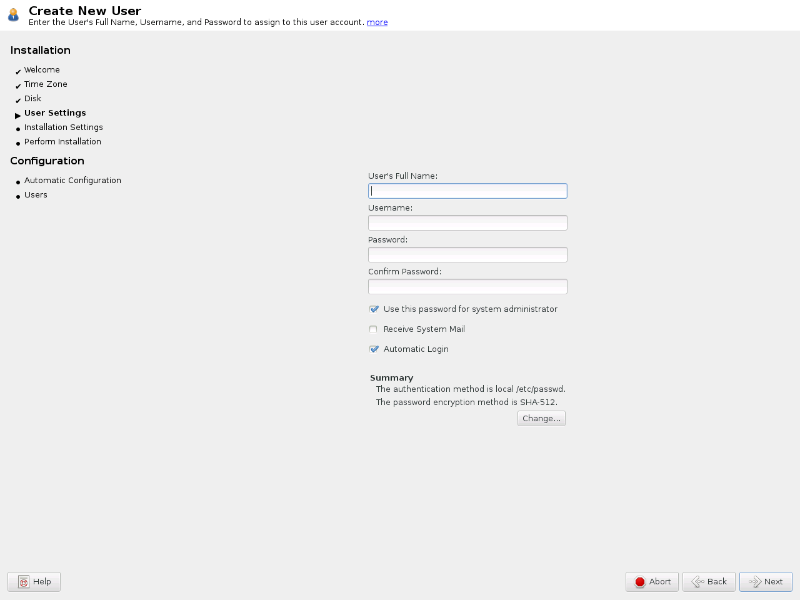 Create New User
Enter the User's Full Name, Username, and Password to assign to this user account. more
Installation
Welcome
Time Zone
Disk
User Settings
Installation Settings
Perform Installation
Configuration
Automatic Configuration
Users
User's Full Name:
Username:
Password:
Confirm Password:
Use this password for system administrator
Receive System Mail
Automatic Login
Summary
The authentication method is local /etc/passwd.
The password encryption method is SHA-512.
Change...
Help
Abort
Back
Next